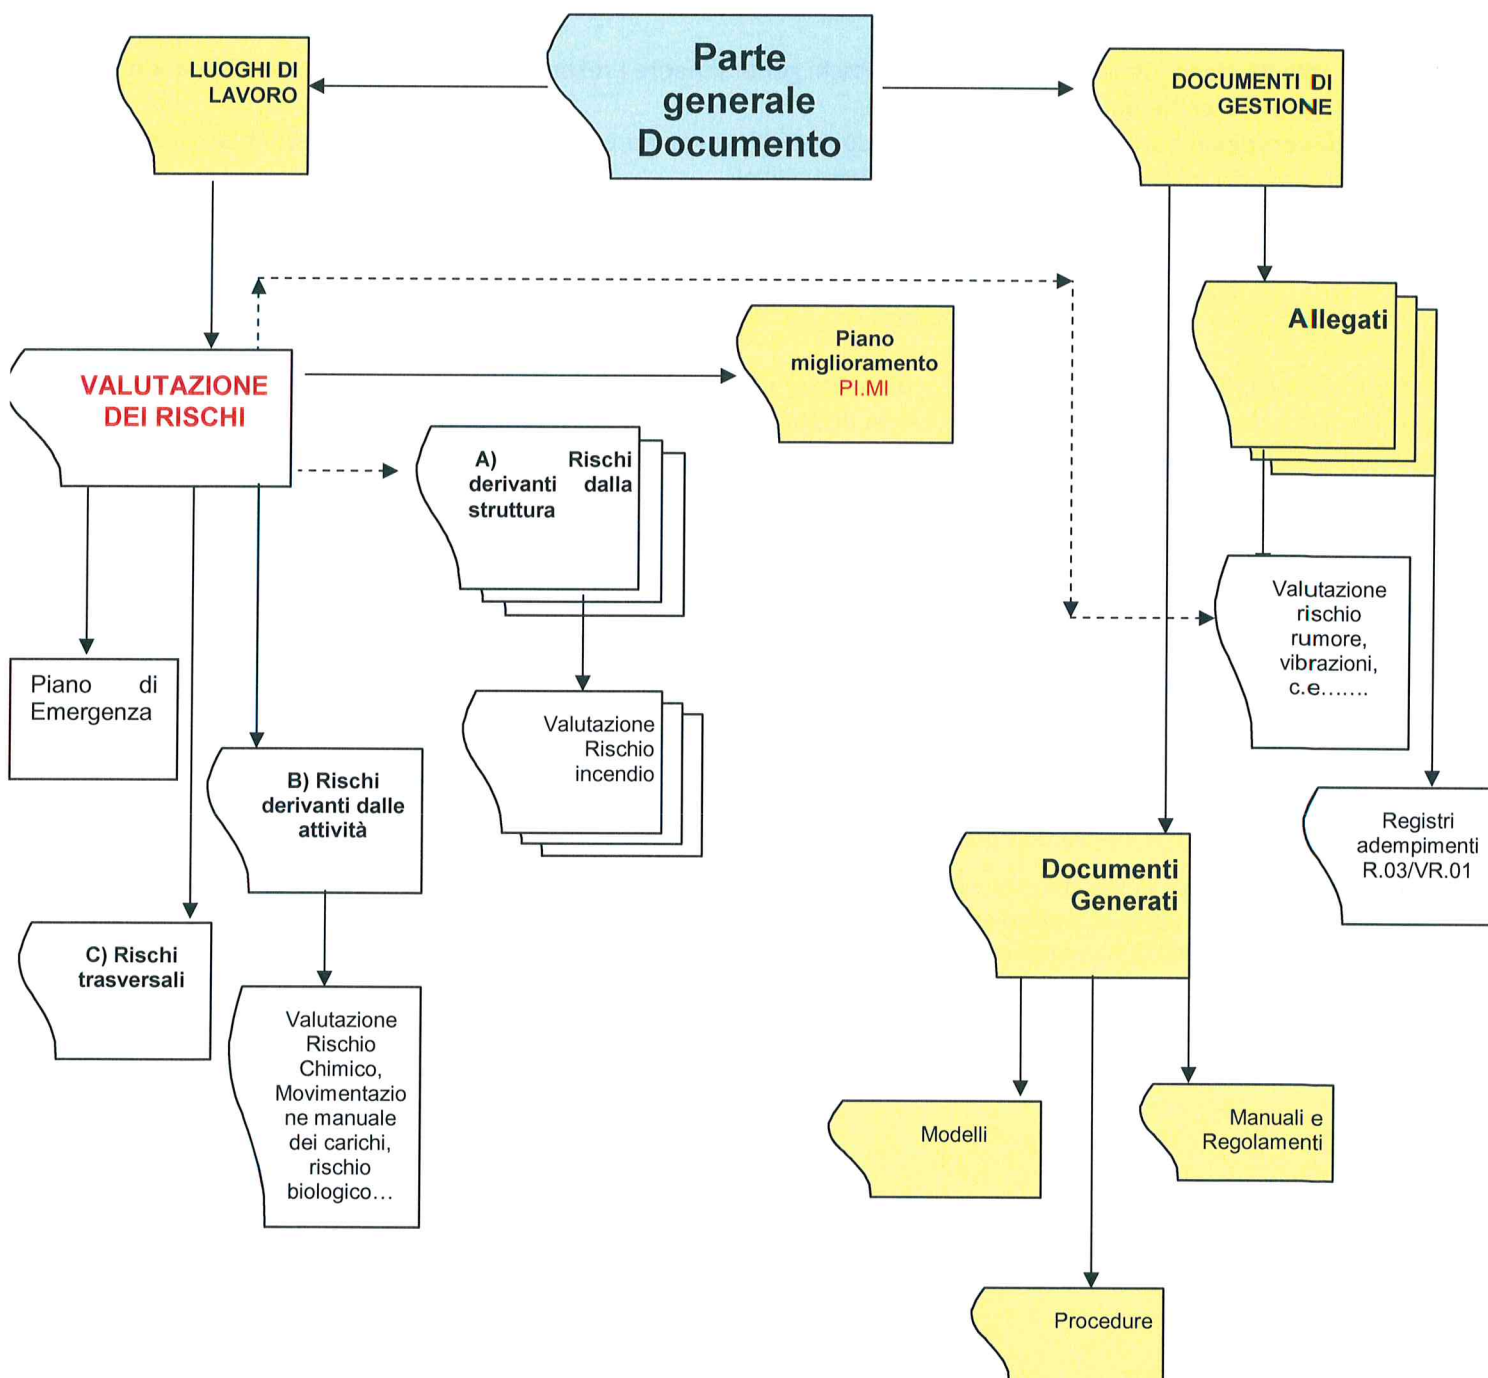 LUOGHI DI
LAVORO
Parte
generale
Documento
DOCUMENTI DI
GESTIONE
VALUTAZIONE
DEI RISCHI
Piano
miglioramento
PI.MI
Allegati
A) Rischi
derivanti dalla
struttura
Valutazione
rischio
rumore,
vibrazioni,
c.e.......
Piano di
Emergenza
Valutazione
Rischio
incendio
B) Rischi
derivanti dalle
attività
Registri
adempimenti
R.03/VR.01
Documenti
Generati
C) Rischi
trasversali
Valutazione
Rischio
Chimico,
Movimentazio
ne manuale
dei carichi,
rischio
biologico…
Modelli
Manuali e
Regolamenti
Procedure